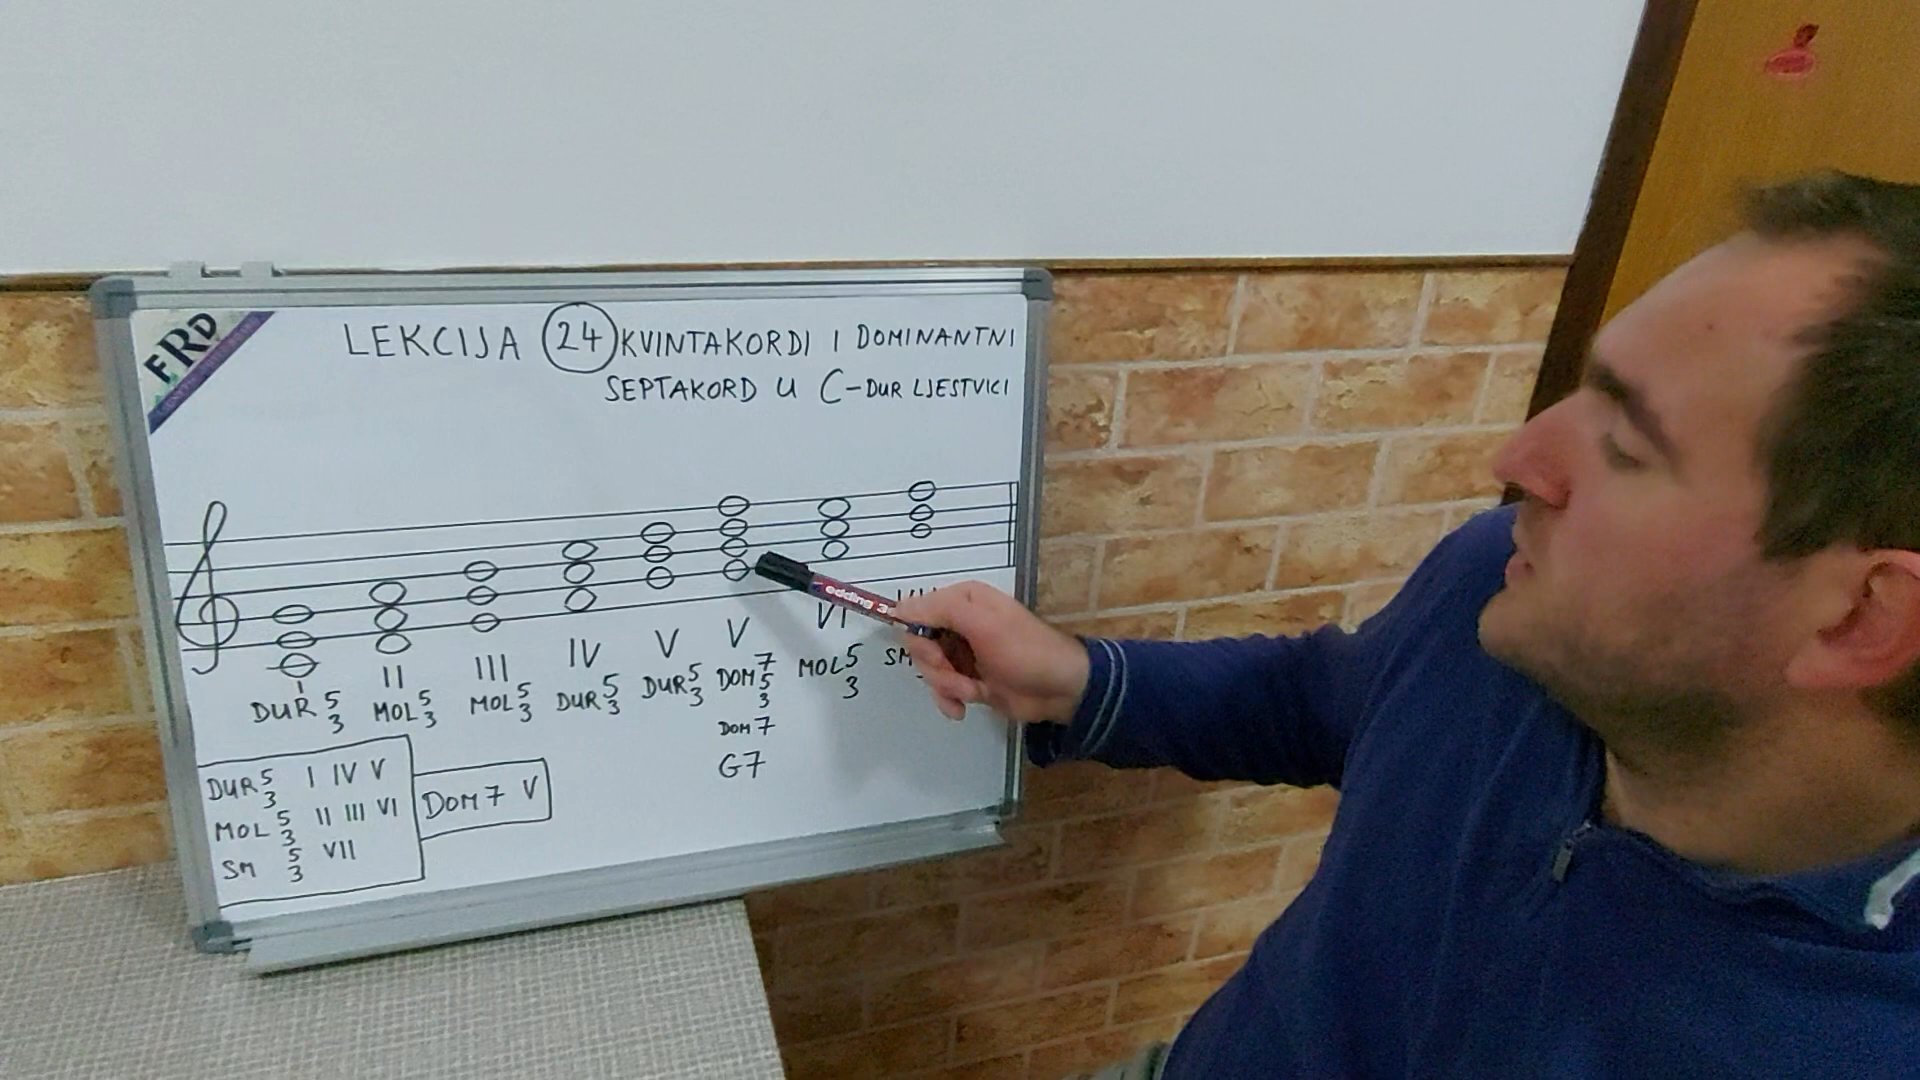 FRD
LEKCIJA 24 KVINTAKORDI I DOMINANTNI
SEPTAKORD U C-DUR LJESTVICI
I II III IV V V VI
DUR 5 3 MOL 5 3 MOL 5 3 DUR 5 3 DUR 5 3 DOM 7 5 3 MOL 5 3 SM
DOM 7
G7
DUR 5 3 I IV V
MOL 5 3 II III VI
SM 5 3 VII
DOM 7 V
edding